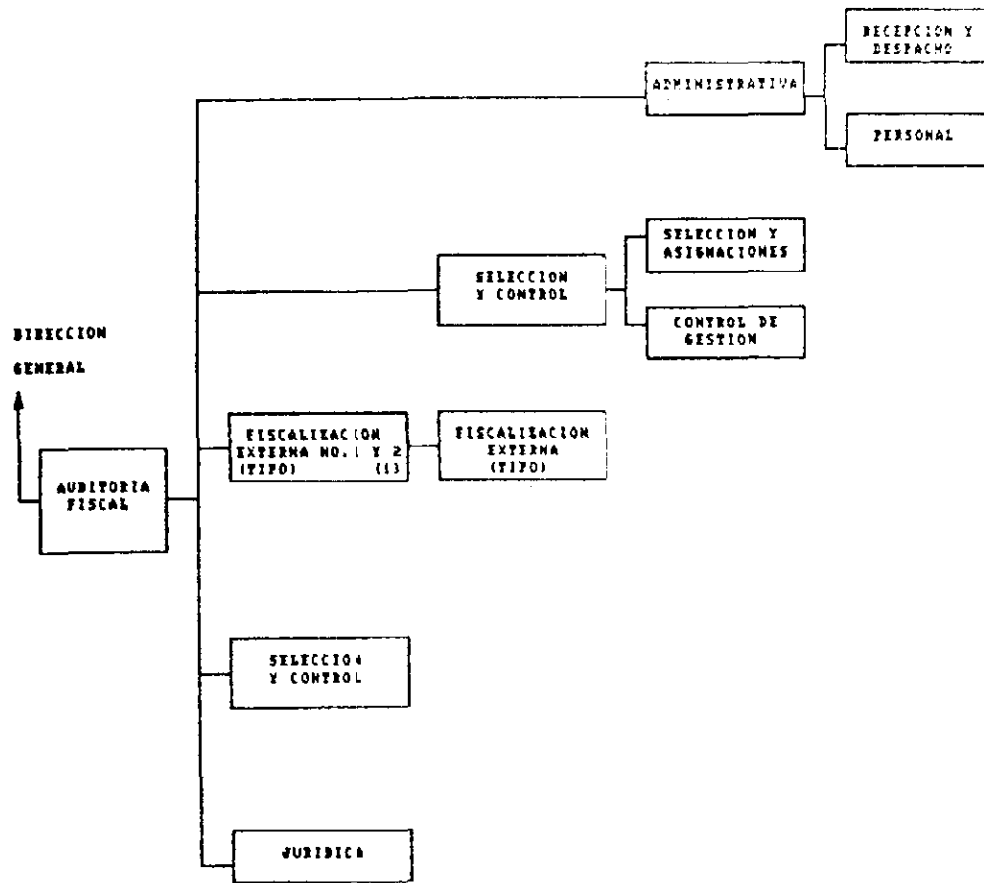 RECEPCION Y
DESPACHO
ADMINISTRATIVA
PERSONAL
SELECCION Y
ASIGNACIONES
SELECCION
Y CONTROL
CONTROL DE
GESTION
DIRECCION
GENERAL
FISCALIZACION
EXTERNA NO.1 Y 2
(TIPO) (1)
FISCALIZACION
EXTERNA
(TIPO)
AUDITORIA
FISCAL
SELECCION
Y CONTROL
JURIDICA